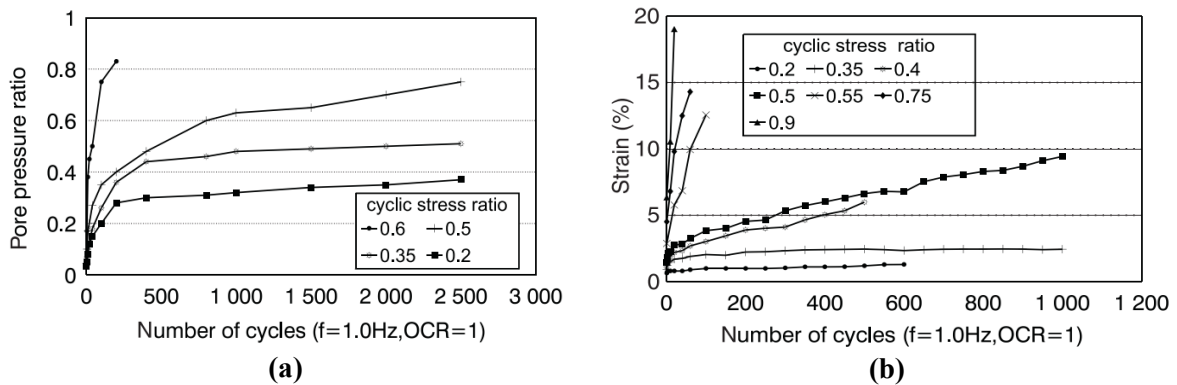 Pore pressure ratio
1
0.8
0.6
0.4
0.2
0
cyclic stress ratio
0.6 0.5
0.35 0.2
0 500 1 000 1 500 2 000 2 500 3 000
Number of cycles (f=1.0Hz,OCR=1)
(a)
Strain (%)
20
15
10
5
0
cyclic stress ratio
0.2 0.35 0.4
0.5 0.55 0.75
0.9
0 200 400 600 800 1 000 1 200
Number of cycles (f=1.0Hz,OCR=1)
(b)